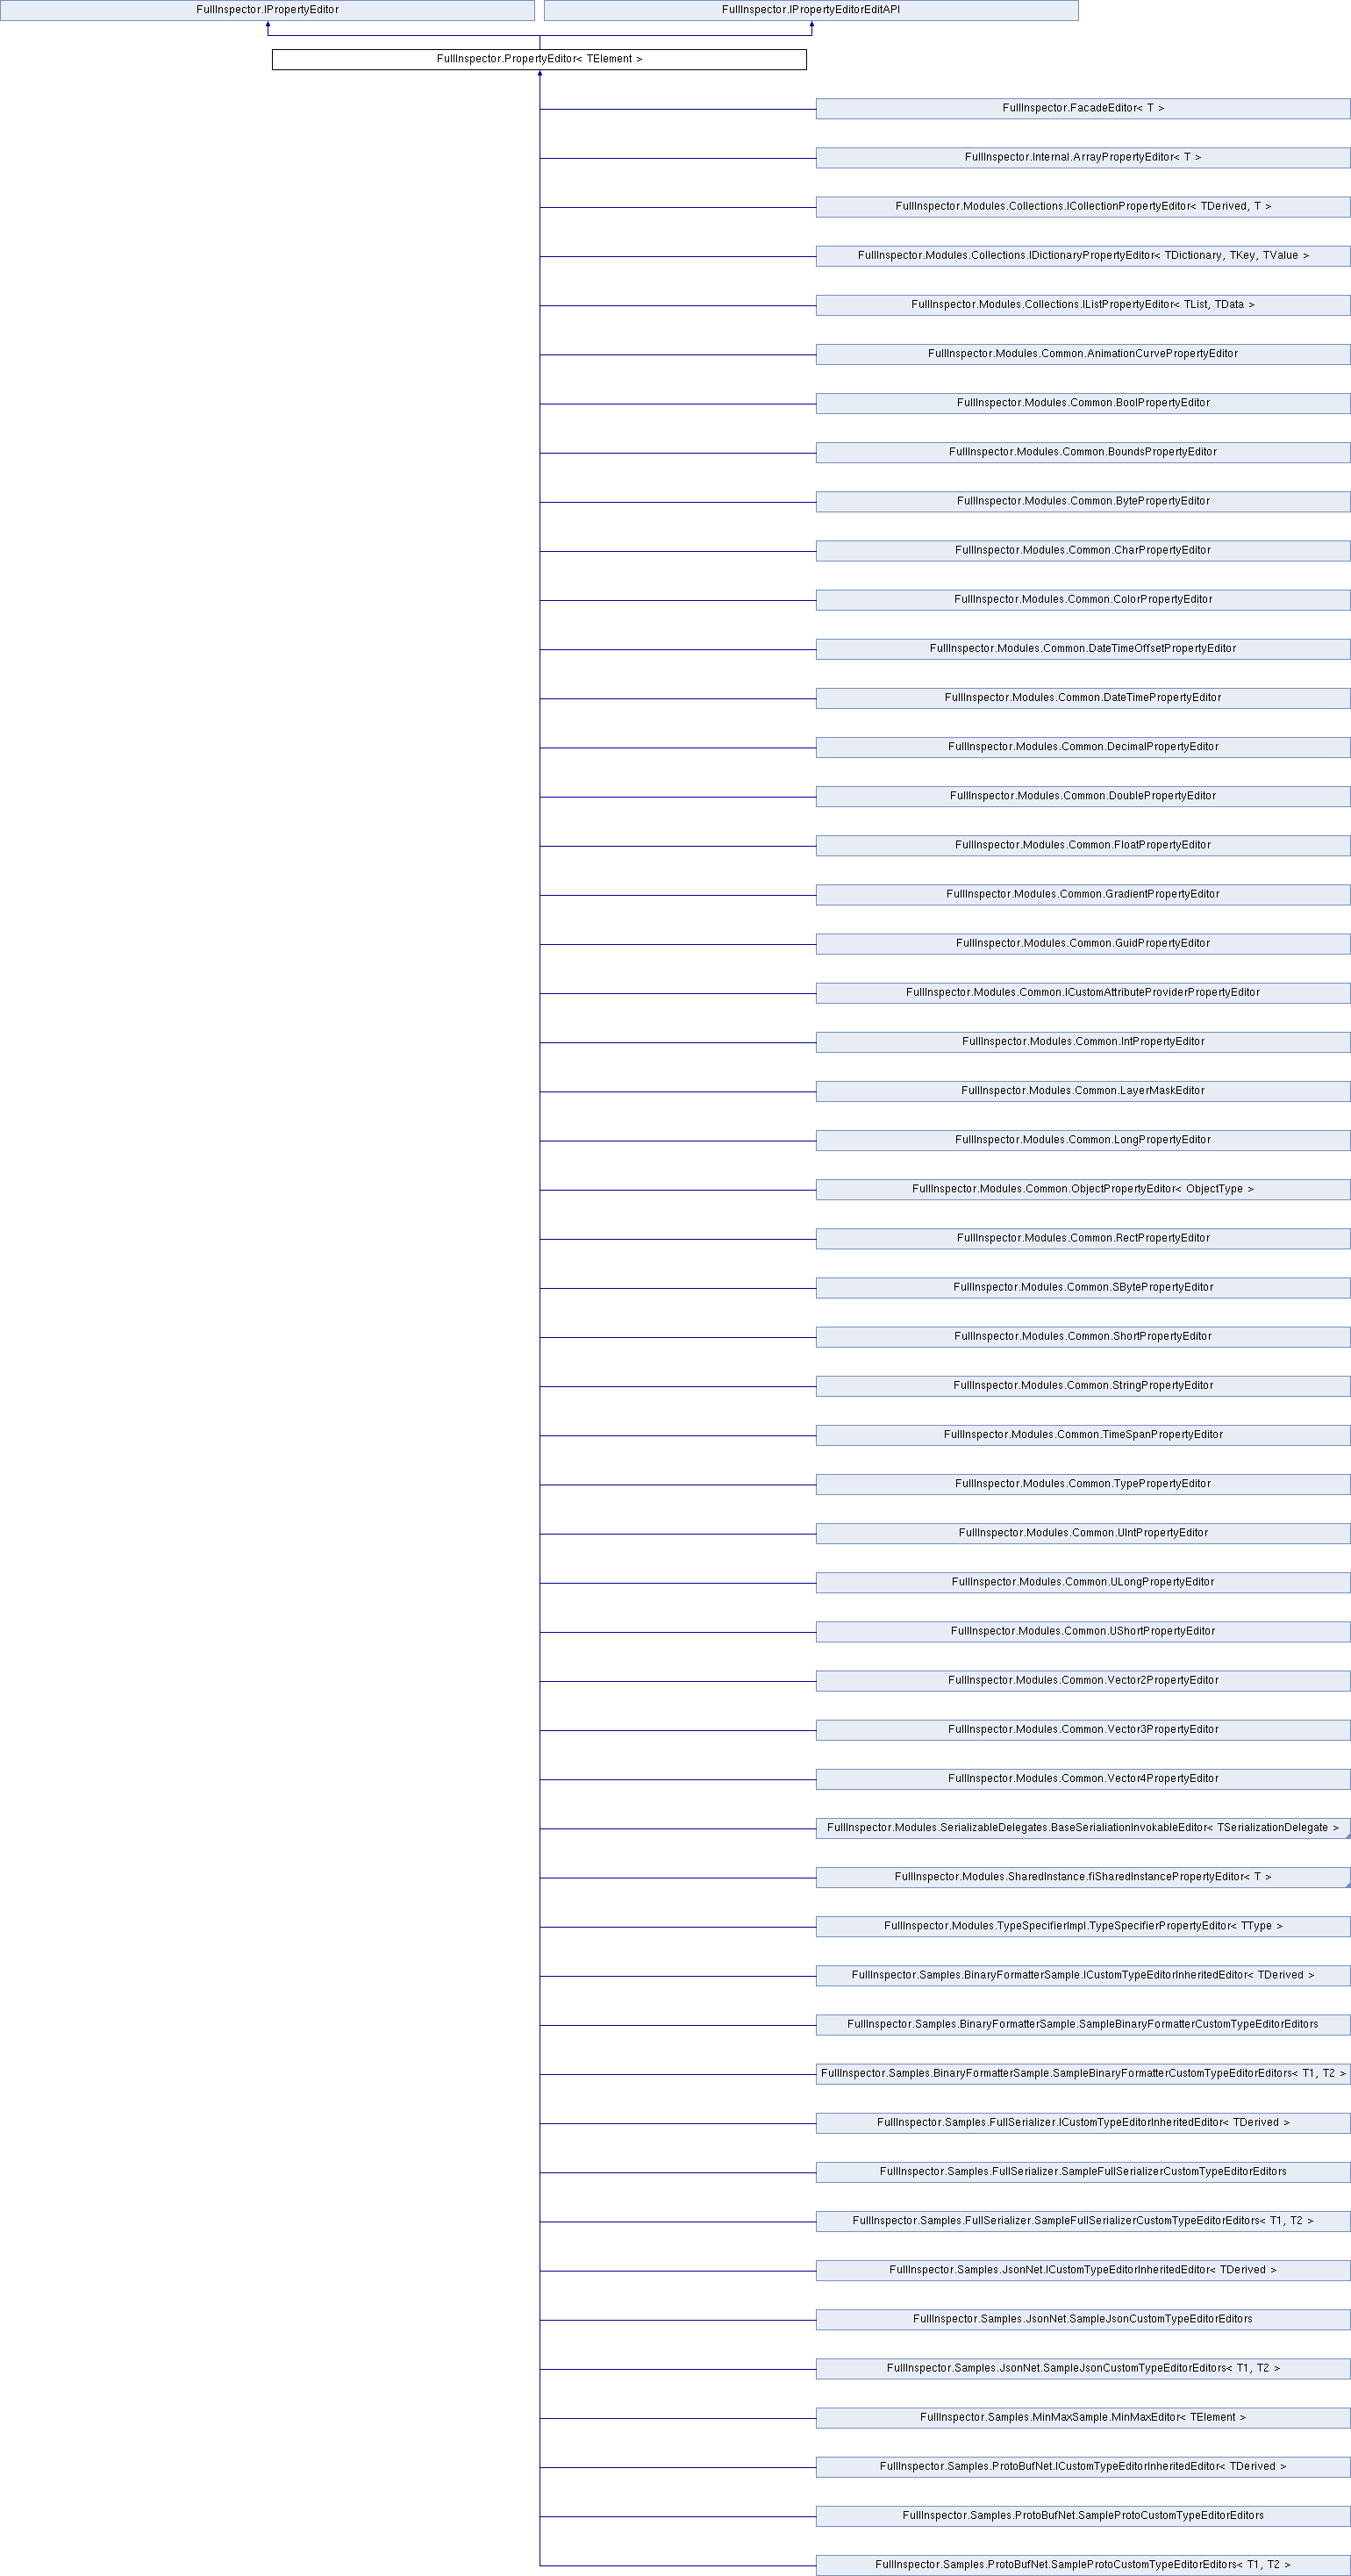 FullInspector.IPropertyEditor
FullInspector.IPropertyEditorEditAPI
FullInspector.PropertyEditor< TElement >
FullInspector.FacadeEditor< T >
FullInspector.Internal.ArrayPropertyEditor< T >
FullInspector.Modules.Collections.ICollectionPropertyEditor< TDerived, T >
FullInspector.Modules.Collections.IDictionaryPropertyEditor< TDictionary, TKey, TValue >
FullInspector.Modules.Collections.IListPropertyEditor< TList, TData >
FullInspector.Modules.Common.AnimationCurvePropertyEditor
FullInspector.Modules.Common.BoolPropertyEditor
FullInspector.Modules.Common.BoundsPropertyEditor
FullInspector.Modules.Common.BytePropertyEditor
FullInspector.Modules.Common.CharPropertyEditor
FullInspector.Modules.Common.ColorPropertyEditor
FullInspector.Modules.Common.DateTimeOffsetPropertyEditor
FullInspector.Modules.Common.DateTimePropertyEditor
FullInspector.Modules.Common.DecimalPropertyEditor
FullInspector.Modules.Common.DoublePropertyEditor
FullInspector.Modules.Common.FloatPropertyEditor
FullInspector.Modules.Common.GradientPropertyEditor
FullInspector.Modules.Common.GuidPropertyEditor
FullInspector.Modules.Common.ICustomAttributeProviderPropertyEditor
FullInspector.Modules.Common.IntPropertyEditor
FullInspector.Modules.Common.LayerMaskEditor
FullInspector.Modules.Common.LongPropertyEditor
FullInspector.Modules.Common.ObjectPropertyEditor< ObjectType >
FullInspector.Modules.Common.RectPropertyEditor
FullInspector.Modules.Common.SBytePropertyEditor
FullInspector.Modules.Common.ShortPropertyEditor
FullInspector.Modules.Common.StringPropertyEditor
FullInspector.Modules.Common.TimeSpanPropertyEditor
FullInspector.Modules.Common.TypePropertyEditor
FullInspector.Modules.Common.UIntPropertyEditor
FullInspector.Modules.Common.ULongPropertyEditor
FullInspector.Modules.Common.UShortPropertyEditor
FullInspector.Modules.Common.Vector2PropertyEditor
FullInspector.Modules.Common.Vector3PropertyEditor
FullInspector.Modules.Common.Vector4PropertyEditor
FullInspector.Modules.SerializableDelegates.BaseSerialiationInvokableEditor< TSerializationDelegate >
FullInspector.Modules.SharedInstance.fiSharedInstancePropertyEditor< T >
FullInspector.Modules.TypeSpecifierImpl.TypeSpecifierPropertyEditor< TType >
FullInspector.Samples.BinaryFormatterSample.ICustomTypeEditorInheritedEditor< TDerived >
FullInspector.Samples.BinaryFormatterSample.SampleBinaryFormatterCustomTypeEditorEditors
FullInspector.Samples.BinaryFormatterSample.SampleBinaryFormatterCustomTypeEditorEditors< T1, T2 >
FullInspector.Samples.FullSerializer.ICustomTypeEditorInheritedEditor< TDerived >
FullInspector.Samples.FullSerializer.SampleFullSerializerCustomTypeEditorEditors
FullInspector.Samples.FullSerializer.SampleFullSerializerCustomTypeEditorEditors< T1, T2 >
FullInspector.Samples.JsonNet.ICustomTypeEditorInheritedEditor< TDerived >
FullInspector.Samples.JsonNet.SampleJsonCustomTypeEditorEditors
FullInspector.Samples.JsonNet.SampleJsonCustomTypeEditorEditors< T1, T2 >
FullInspector.Samples.MinMaxSample.MinMaxEditor< TElement >
FullInspector.Samples.ProtoBufNet.ICustomTypeEditorInheritedEditor< TDerived >
FullInspector.Samples.ProtoBufNet.SampleProtoCustomTypeEditorEditors
FullInspector.Samples.ProtoBufNet.SampleProtoCustomTypeEditorEditors< T1, T2 >